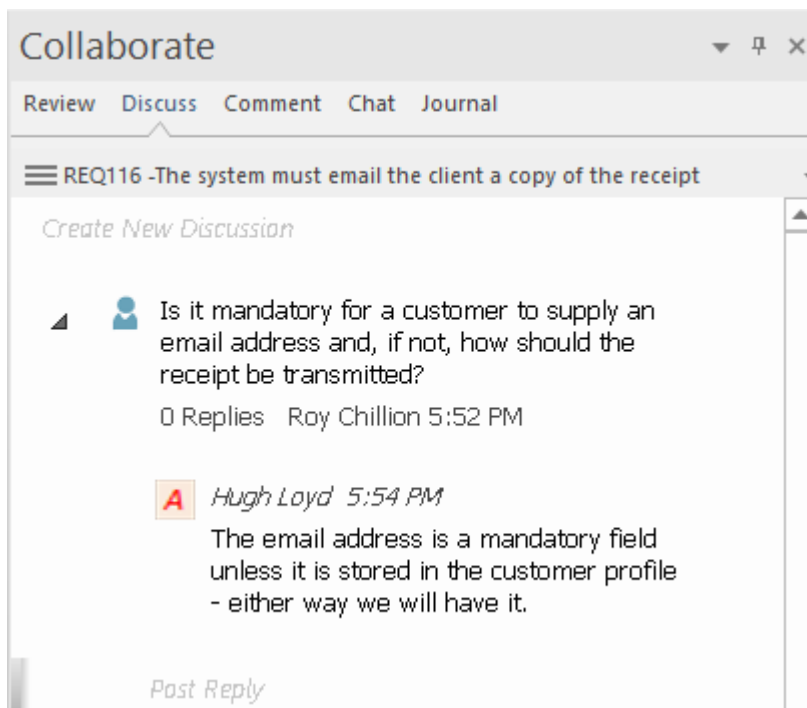 Collaborate
Review Discuss Comment Chat Journal
REQ116 -The system must email the client a copy of the receipt
Create New Discussion
Is it mandatory for a customer to supply an
email address and, if not, how should the
receipt be transmitted?
0 Replies Roy Chillion 5:52 PM
A Hugh Loyd 5:54 PM
The email address is a mandatory field
unless it is stored in the customer profile
- either way we will have it.
Post Reply